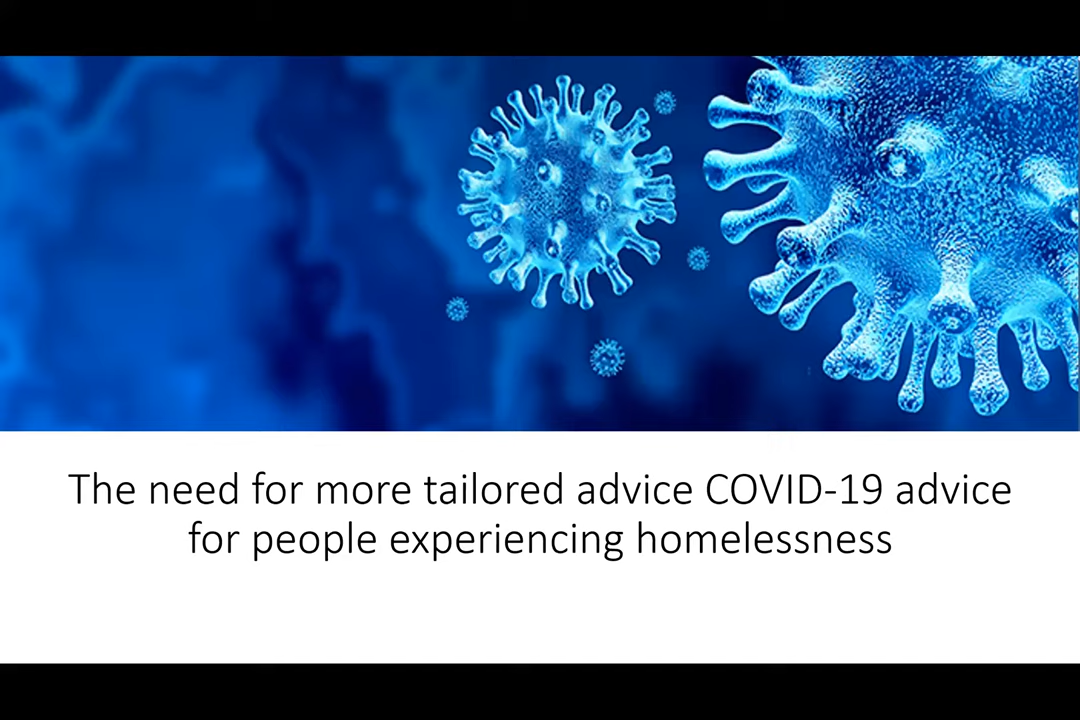 The need for more tailored advice COVID-19 advice
for people experiencing homelessness